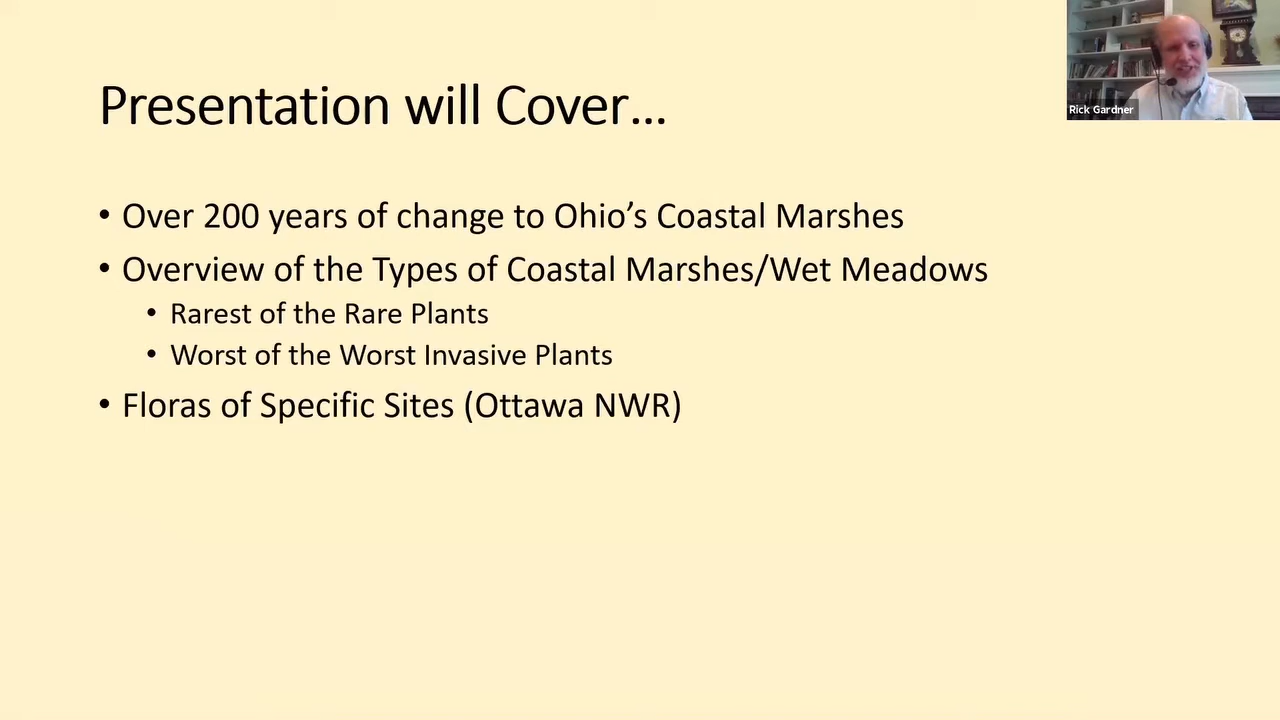 Presentation will Cover…
• Over 200 years of change to Ohio’s Coastal Marshes
• Overview of the Types of Coastal Marshes/Wet Meadows
• Rarest of the Rare Plants
• Worst of the Worst Invasive Plants
• Floras of Specific Sites (Ottawa NWR)
Rick Gardner